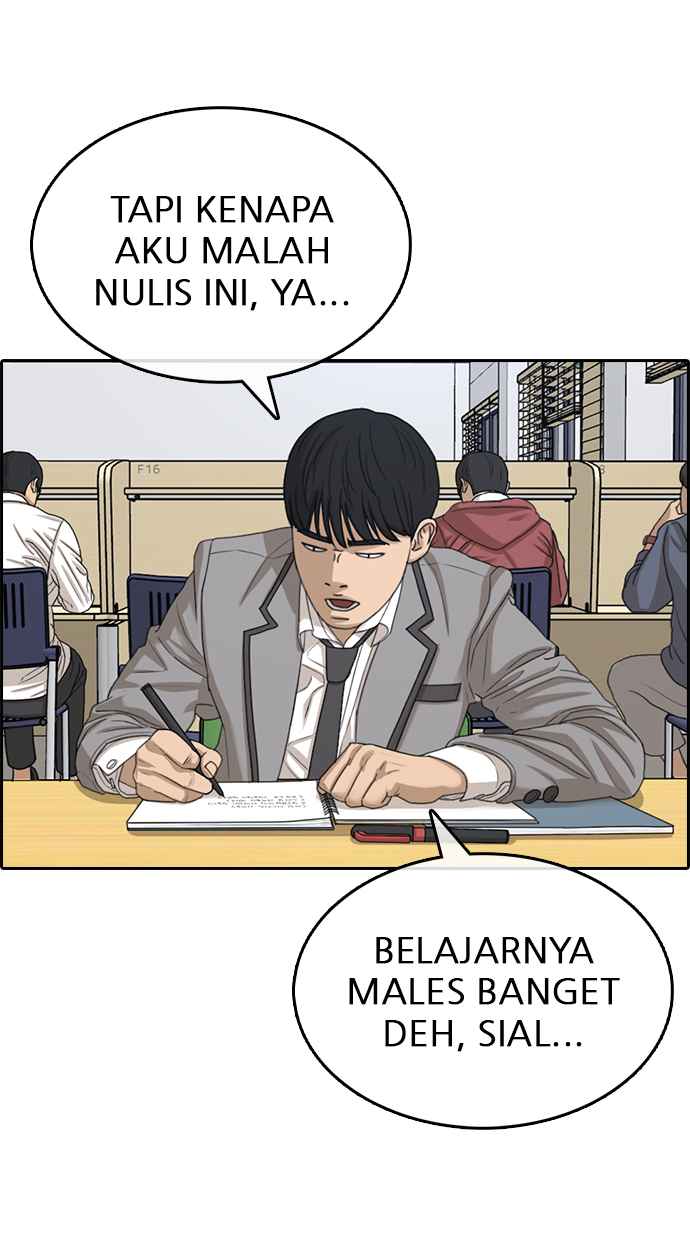 TAPI KENAPA
AKU MALAH
NULIS INI, YA...
F16
BELAJARNYA
MALES BANGET
DEH, SIAL...